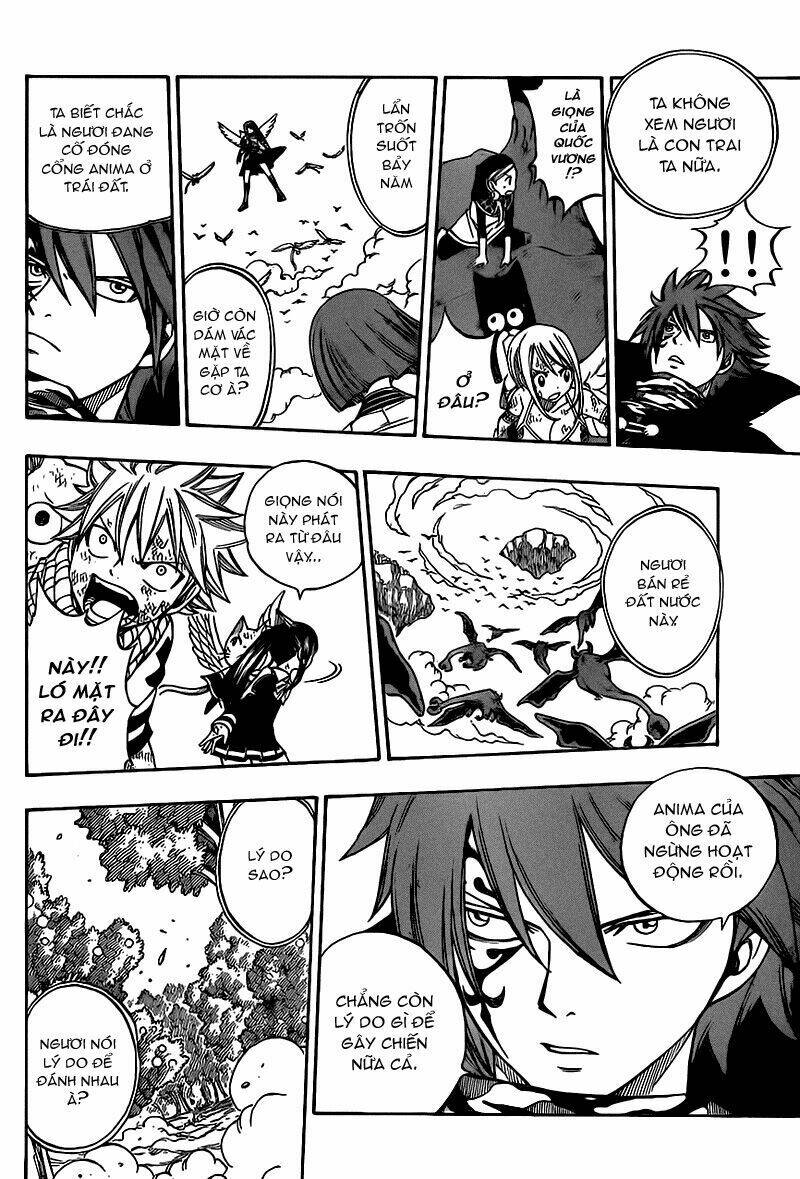 TA KHÔNG
XEM NGƯƠI
LÀ CON TRAI
TA NỮA.
!!
LÀ
GIỌNG
CỦA
QUỐC
VƯƠNG!?
Ở
ĐÂU?
LẨN
TRỐN
SUỐT
BẢY
NĂM
GIỜ CÒN
DÁM VÁC
MẶT VỀ
GẶP TA
CƠ À?
TA BIẾT CHẮC
LÀ NGƯƠI ĐANG
CỐ ĐÓNG
CỔNG ANIMA Ở
TRÁI ĐẤT.
NGƯƠI
BÁN RẺ
ĐẤT NƯỚC
NÀY.
GIỌNG NÓI
NÀY PHÁT
RA TỪ ĐÂU
VẬY...
NÀY!!
LÓ MẶT
RA ĐÂY
ĐI!!
ANIMA CỦA
ÔNG ĐÃ
NGỪNG HOẠT
ĐỘNG RỒI.
CHẲNG CÒN
LÝ DO GÌ ĐỂ
GÂY CHIẾN
NỮA CẢ.
LÝ DO
SAO?
NGƯƠI NÓI
LÝ DO ĐỂ
ĐÁNH NHAU
À?